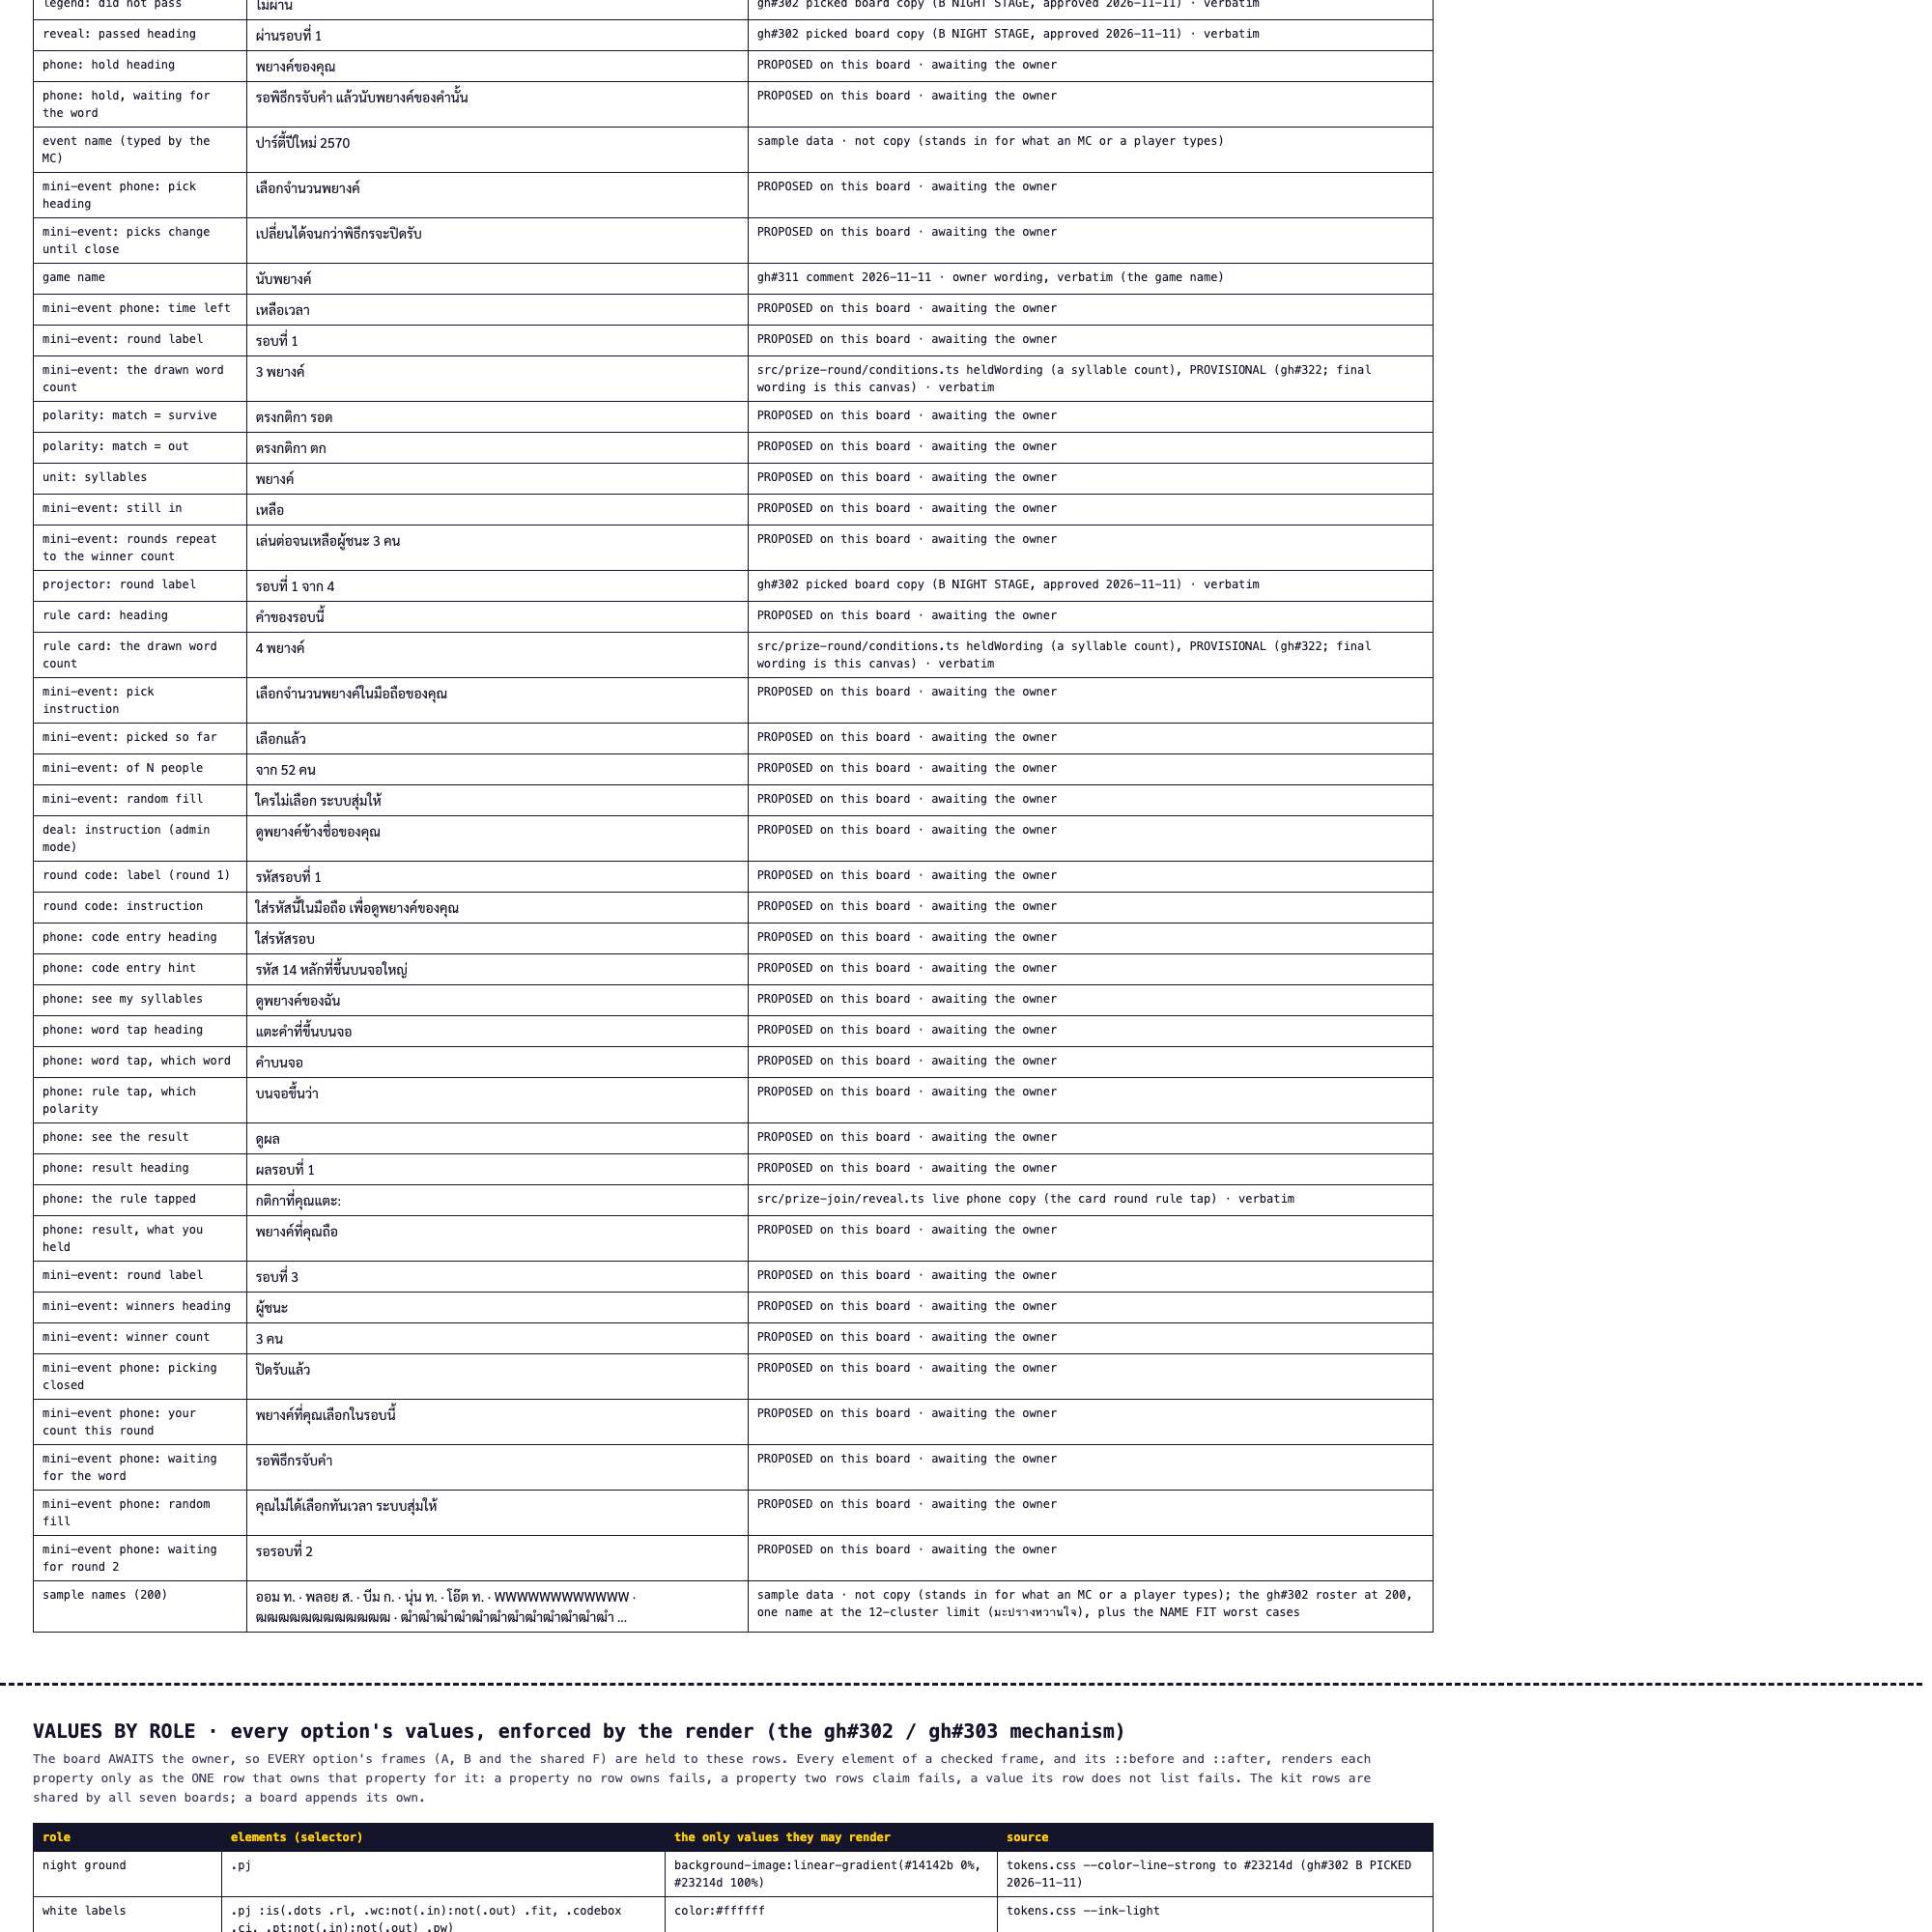 legend: did not pass
ไม่ผ่าน
gh#302 picked board copy (B NIGHT STAGE, approved 2026-11-11) · verbatim
reveal: passed heading
ผ่านรอบที่ 1
gh#302 picked board copy (B NIGHT STAGE, approved 2026-11-11) · verbatim
phone: hold heading
พยางค์ของคุณ
PROPOSED on this board · awaiting the owner
phone: hold, waiting for
the word
รอพิธีกรจับคำ แล้วนับพยางค์ของคำนั้น
PROPOSED on this board · awaiting the owner
event name (typed by the
MC)
ปาร์ตี้ปีใหม่ 2570
sample data · not copy (stands in for what an MC or a player types)
mini-event phone: pick
heading
เลือกจำนวนพยางค์
PROPOSED on this board · awaiting the owner
mini-event: picks change
until close
เปลี่ยนได้จนกว่าพิธีกรจะปิดรับ
PROPOSED on this board · awaiting the owner
game name
นับพยางค์
gh#311 comment 2026-11-11 · owner wording, verbatim (the game name)
mini-event phone: time left
เหลือเวลา
PROPOSED on this board · awaiting the owner
mini-event: round label
รอบที่ 1
PROPOSED on this board · awaiting the owner
mini-event: the drawn word
count
3 พยางค์
src/prize-round/conditions.ts heldWording (a syllable count), PROVISIONAL (gh#322; final
wording is this canvas) · verbatim
polarity: match = survive
ตรงกติกา รอด
PROPOSED on this board · awaiting the owner
polarity: match = out
ตรงกติกา ตก
PROPOSED on this board · awaiting the owner
unit: syllables
พยางค์
PROPOSED on this board · awaiting the owner
mini-event: still in
เหลือ
PROPOSED on this board · awaiting the owner
mini-event: rounds repeat
to the winner count
เล่นต่อจนเหลือผู้ชนะ 3 คน
PROPOSED on this board · awaiting the owner
projector: round label
รอบที่ 1 จาก 4
gh#302 picked board copy (B NIGHT STAGE, approved 2026-11-11) · verbatim
rule card: heading
คำของรอบนี้
PROPOSED on this board · awaiting the owner
rule card: the drawn word
count
4 พยางค์
src/prize-round/conditions.ts heldWording (a syllable count), PROVISIONAL (gh#322; final
wording is this canvas) · verbatim
mini-event: pick
instruction
เลือกจำนวนพยางค์ในมือถือของคุณ
PROPOSED on this board · awaiting the owner
mini-event: picked so far
เลือกแล้ว
PROPOSED on this board · awaiting the owner
mini-event: of N people
จาก 52 คน
PROPOSED on this board · awaiting the owner
mini-event: random fill
ใครไม่เลือก ระบบสุ่มให้
PROPOSED on this board · awaiting the owner
deal: instruction (admin
mode)
ดูพยางค์ข้างชื่อของคุณ
PROPOSED on this board · awaiting the owner
round code: label (round 1)
รหัสรอบที่ 1
PROPOSED on this board · awaiting the owner
round code: instruction
ใส่รหัสนี้ในมือถือ เพื่อดูพยางค์ของคุณ
PROPOSED on this board · awaiting the owner
phone: code entry heading
ใส่รหัสรอบ
PROPOSED on this board · awaiting the owner
phone: code entry hint
รหัส 14 หลักที่ขึ้นบนจอใหญ่
PROPOSED on this board · awaiting the owner
phone: see my syllables
ดูพยางค์ของฉัน
PROPOSED on this board · awaiting the owner
phone: word tap heading
แตะคำที่ขึ้นบนจอ
PROPOSED on this board · awaiting the owner
phone: word tap, which word
คำบนจอ
PROPOSED on this board · awaiting the owner
phone: rule tap, which
polarity
บนจอขึ้นว่า
PROPOSED on this board · awaiting the owner
phone: see the result
ดูผล
PROPOSED on this board · awaiting the owner
phone: result heading
ผลรอบที่ 1
PROPOSED on this board · awaiting the owner
phone: the rule tapped
กติกาที่คุณแตะ:
src/prize-join/reveal.ts live phone copy (the card round rule tap) · verbatim
phone: result, what you
held
พยางค์ที่คุณถือ
PROPOSED on this board · awaiting the owner
mini-event: round label
รอบที่ 3
PROPOSED on this board · awaiting the owner
mini-event: winners heading
ผู้ชนะ
PROPOSED on this board · awaiting the owner
mini-event: winner count
3 คน
PROPOSED on this board · awaiting the owner
mini-event phone: picking
closed
ปิดรับแล้ว
PROPOSED on this board · awaiting the owner
mini-event phone: your
count this round
พยางค์ที่คุณเลือกในรอบนี้
PROPOSED on this board · awaiting the owner
mini-event phone: waiting
for the word
รอพิธีกรจับคำ
PROPOSED on this board · awaiting the owner
mini-event phone: random
fill
คุณไม่ได้เลือกทันเวลา ระบบสุ่มให้
PROPOSED on this board · awaiting the owner
mini-event phone: waiting
for round 2
รอรอบที่ 2
PROPOSED on this board · awaiting the owner
sample names (200)
ออม ท. · พลอย ส. · บีม ก. · นุ่น ท. · โอ๊ต ท. · WWWWWWWWWWWW ·
sample data · not copy (stands in for what an MC or a player types); the gh#302 roster at 200,
one name at the 12-cluster limit (มะปรางหวานใจ), plus the NAME FIT worst cases
VALUES BY ROLE · every option's values, enforced by the render (the gh#302 / gh#303 mechanism)
The board AWAITS the owner, so EVERY option's frames (A, B and the shared F) are held to these rows. Every element of a checked frame, and its ::before and ::after, renders each
property only as the ONE row that owns that property for it: a property no row owns fails, a property two rows claim fails, a value its row does not list fails. The kit rows are
shared by all seven boards; a board appends its own.
role
elements (selector)
the only values they may render
source
night ground
.pj
background-image:linear-gradient(#14142b 0%,
#23214d 100%)
tokens.css --color-line-strong to #23214d (gh#302 B PICKED
2026-11-11)
white labels
.pj :is(.dots .rl, .wc:not(.in):not(.out) .fit, .codebox
.ci, .pt:not(.in):not(.out) .pw)
color:#ffffff
tokens.css --ink-light